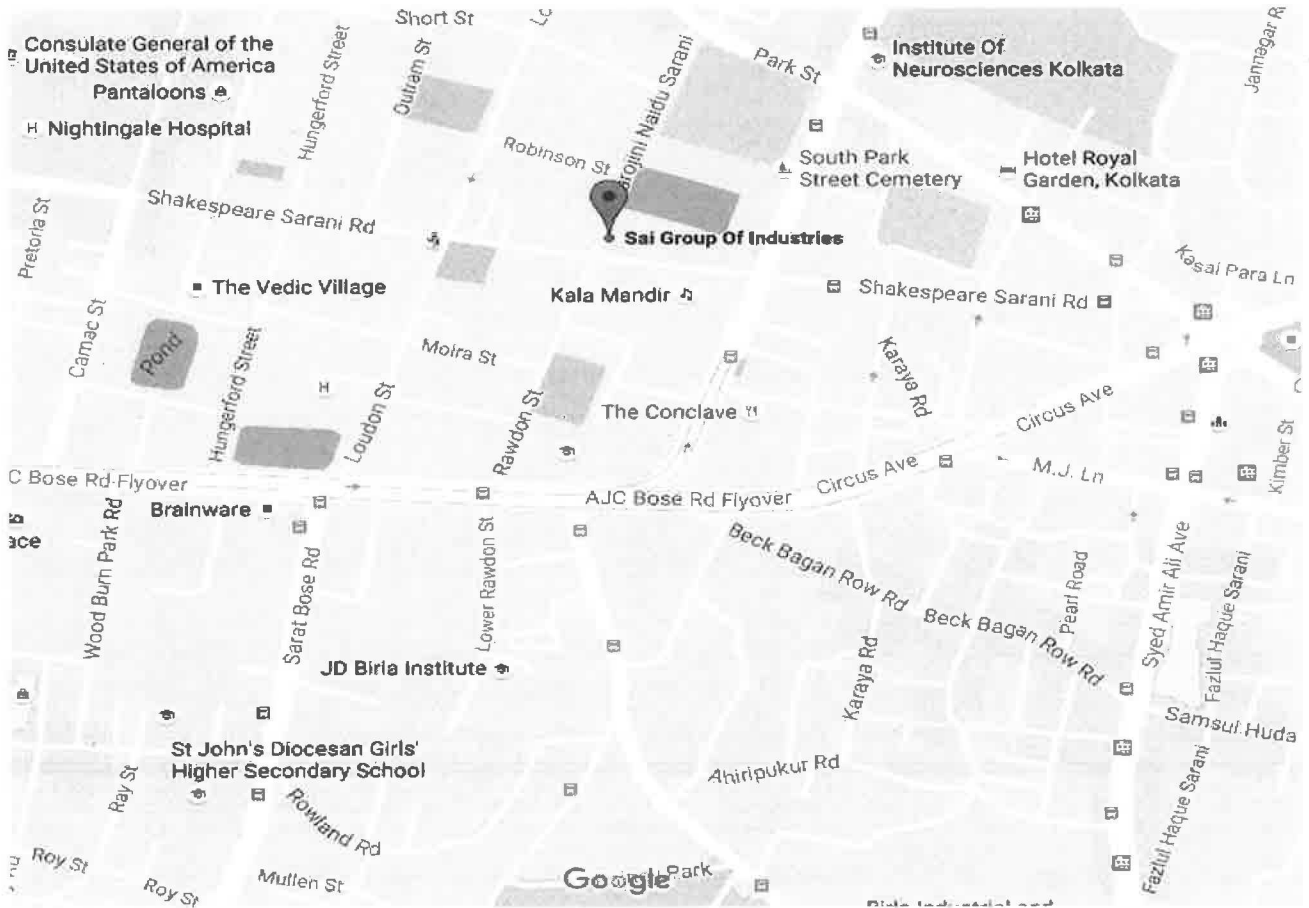 Short St
Consulate General of the
United States of America
Pantaloons
H Nightingale Hospital
Hungerford Street
Outram St
Sarojini Naidu Sarani
Park St
Institute Of
Neurosciences Kolkata
Jannagar
Robinson St
South Park
Street Cemetery
Hotel Royal
Garden, Kolkata
Pretoria St
Shakespeare Sarani Rd
Sai Group Of Industries
Kasai Para Ln
The Vedic Village
Kala Mandir
Shakespeare Sarani Rd
Camac St
Pond
Hungerford Street
H
Moira St
Loudon St
Rawdon St
The Conclave
Karaya Rd
Circus Ave
Kimber St
C Bose Rd Flyover
AJC Bose Rd Flyover
Circus Ave
M.J. Ln
Brainware
ace
Wood Burn Park Rd
Sarat Bose Rd
Lower Rawdon St
Beck Bagan Row Rd
Beck Bagan Row Rd
Pearl Road
Syed Amir Ali Ave
Fazlul Haque Sarani
JD Birla Institute
Karaya Rd
Samsul Huda
St John's Diocesan Girls'
Higher Secondary School
Ray St
Ahiripukur Rd
Fazlul Haque Sarani
Rowland Rd
Roy St
Roy St
Mullen St
Google
Park
Birla Industrial and